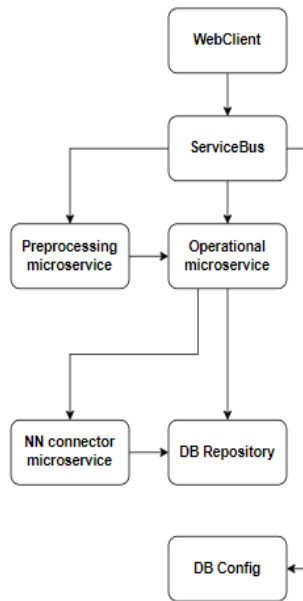 WebClient
ServiceBus
Preprocessing
microservice
Operational
microservice
NN connector
microservice
DB Repository
DB Config